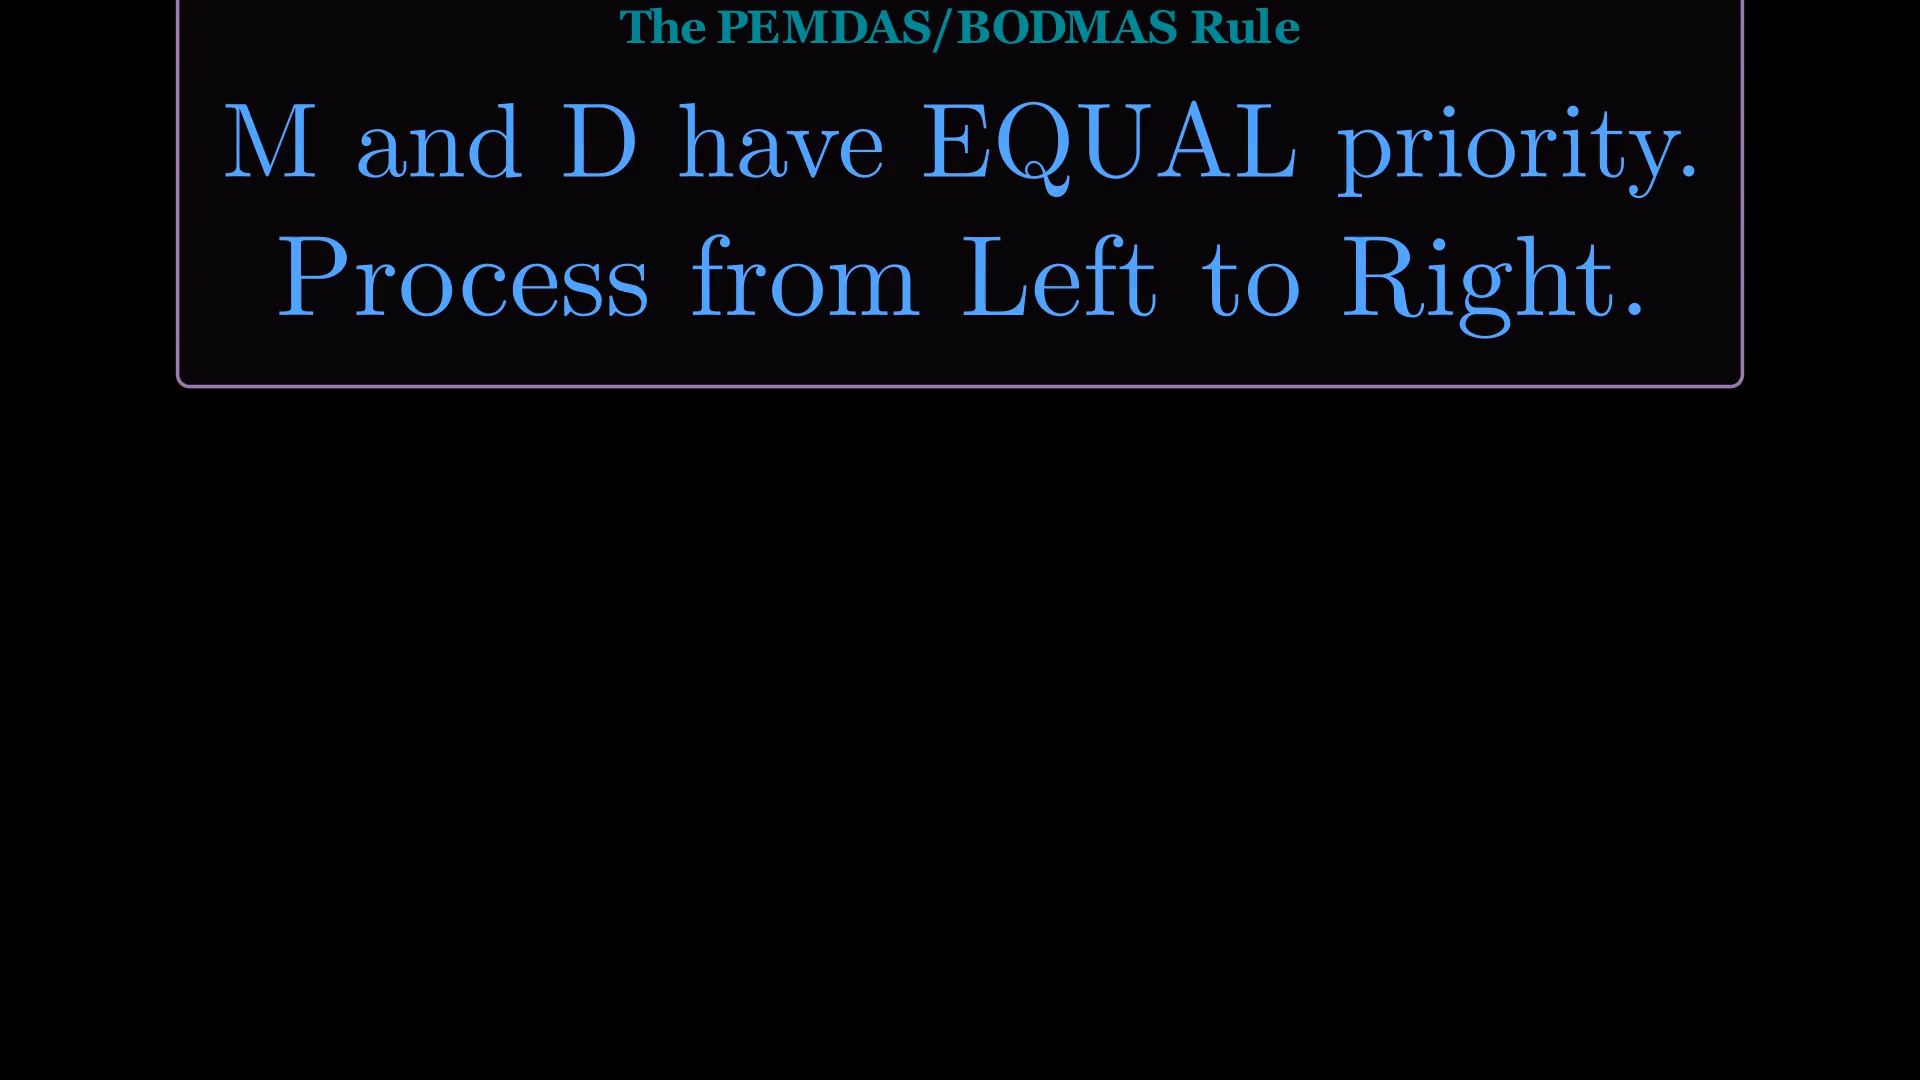 The PEMDAS/BODMAS Rule
M and D have EQUAL priority.
Process from Left to Right.